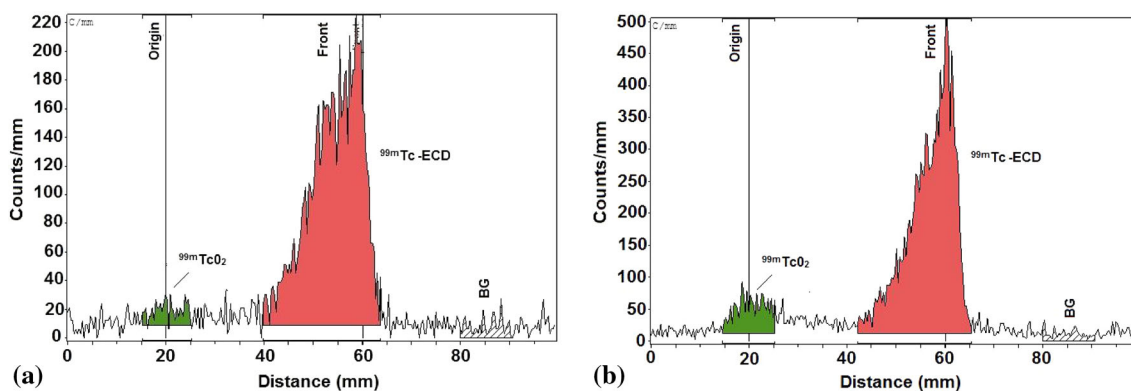 C/mm
220
200
180
160
140
120
100
80
60
40
20
0
Counts/mm
Origin
Front
⁹⁹ᵐTc -ECD
⁹⁹ᵐTc0₂
BG
0 20 40 60 80
Distance (mm)
(a)
C/mm
500
450
400
350
300
250
200
150
100
50
0
Counts/mm
Origin
Front
⁹⁹ᵐTc -ECD
⁹⁹ᵐTc0₂
BG
0 20 40 60 80
Distance (mm)
(b)